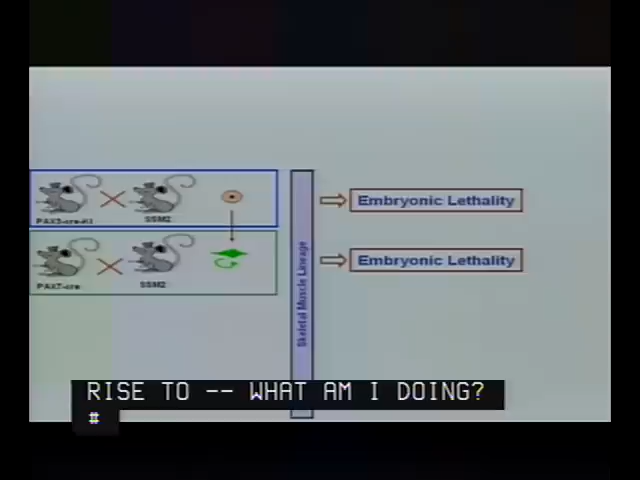 PAX3-cre-KI
SSM2
Embryonic Lethality
PAX7-cre
SSM2
Embryonic Lethality
Skeletal Muscle Lineage
RISE TO -- WHAT AM I DOING?
#